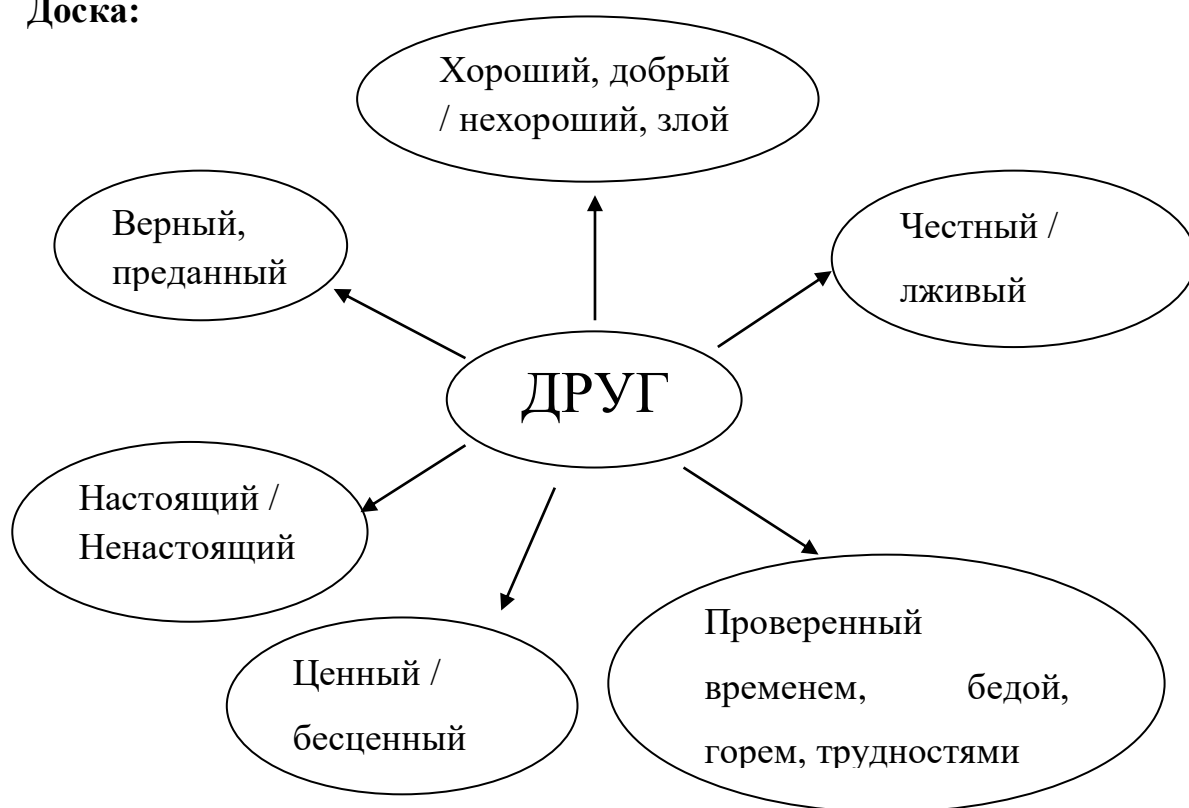 Доска:
Хороший, добрый
/ нехороший, злой
Верный,
преданный
Честный /
лживый
ДРУГ
Настоящий /
Ненастоящий
Ценный /
бесценный
Проверенный
временем, бедой,
горем, трудностями